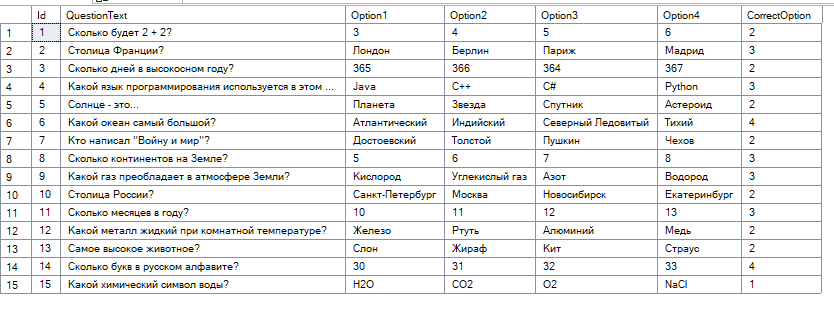 Id QuestionText Option1 Option2 Option3 Option4 CorrectOption
1 1 Сколько будет 2 + 2? 3 4 5 6 2
2 2 Столица Франции? Лондон Берлин Париж Мадрид 3
3 3 Сколько дней в високосном году? 365 366 364 367 2
4 4 Какой язык программирования используется в этом ... Java C++ C# Python 3
5 5 Солнце - это... Планета Звезда Спутник Астероид 2
6 6 Какой океан самый большой? Атлантический Индийский Северный Ледовитый Тихий 4
7 7 Кто написал "Войну и мир"? Достоевский Толстой Пушкин Чехов 2
8 8 Сколько континентов на Земле? 5 6 7 8 3
9 9 Какой газ преобладает в атмосфере Земли? Кислород Углекислый газ Азот Водород 3
10 10 Столица России? Санкт-Петербург Москва Новосибирск Екатеринбург 2
11 11 Сколько месяцев в году? 10 11 12 13 3
12 12 Какой металл жидкий при комнатной температуре? Железо Ртуть Алюминий Медь 2
13 13 Самое высокое животное? Слон Жираф Кит Страус 2
14 14 Сколько букв в русском алфавите? 30 31 32 33 4
15 15 Какой химический символ воды? H2O CO2 O2 NaCl 1